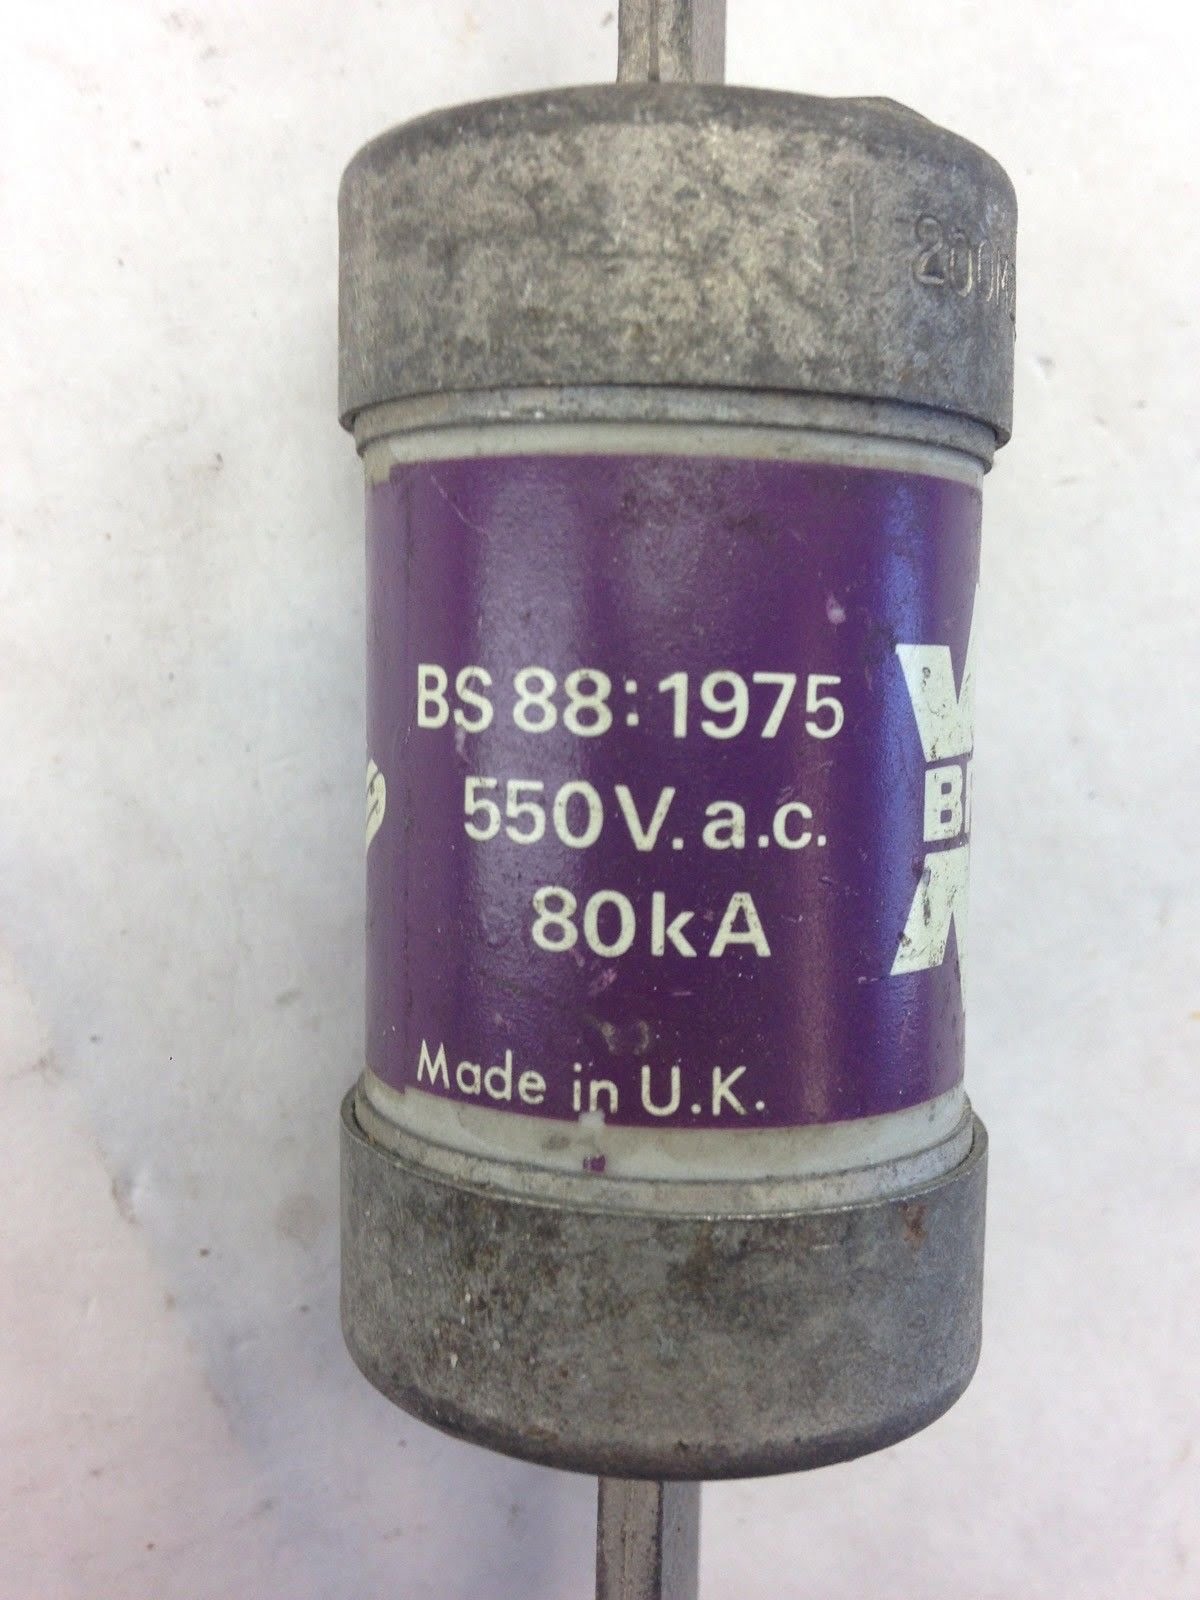 BS 88:1975
550V. a.c.
80kA
Made in U.K.